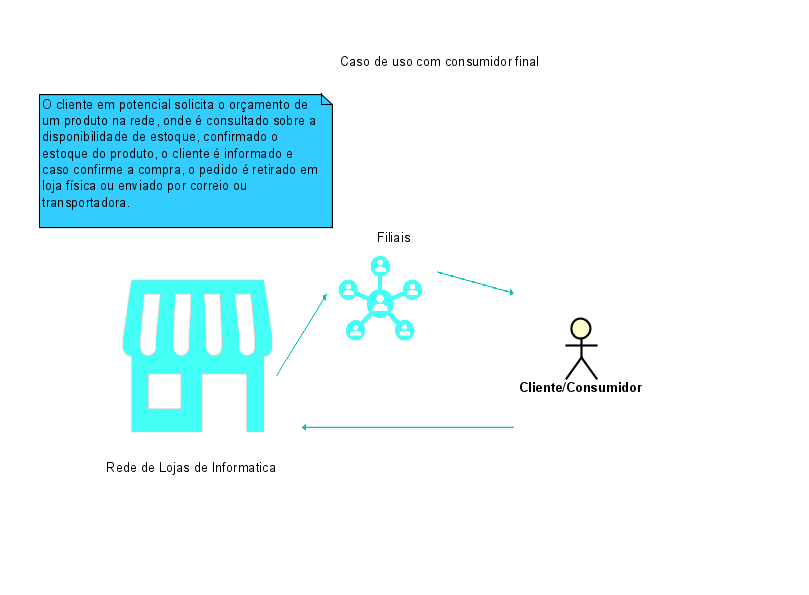 Caso de uso com consumidor final
O cliente em potencial solicita o orçamento de
um produto na rede, onde é consultado sobre a
disponibilidade de estoque, confirmado o
estoque do produto, o cliente é informado e
caso confirme a compra, o pedido é retirado em
loja física ou enviado por correio ou
transportadora.
Filiais
Cliente/Consumidor
Rede de Lojas de Informatica